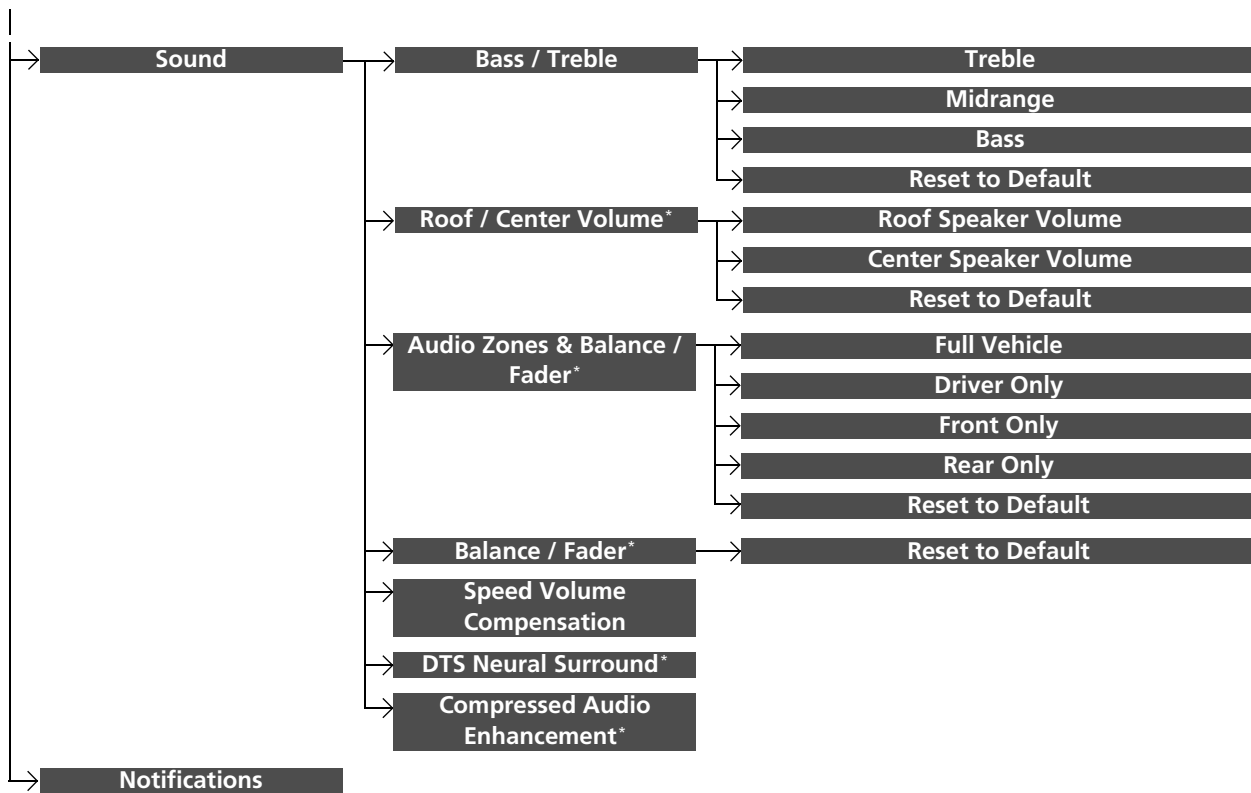 Sound
Bass / Treble
Treble
Midrange
Bass
Reset to Default
Roof / Center Volume*
Roof Speaker Volume
Center Speaker Volume
Reset to Default
Audio Zones & Balance /
Fader*
Full Vehicle
Driver Only
Front Only
Rear Only
Reset to Default
Balance / Fader*
Reset to Default
Speed Volume
Compensation
DTS Neural Surround*
Compressed Audio
Enhancement*
Notifications